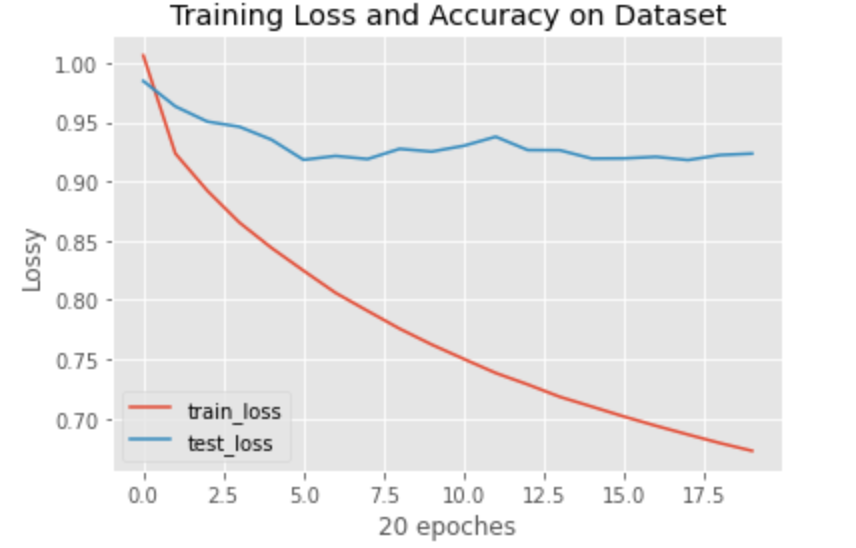 Training Loss and Accuracy on Dataset
1.00
0.95
0.90
0.85
0.80
0.75
0.70
Lossy
train_loss
test_loss
0.0 2.5 5.0 7.5 10.0 12.5 15.0 17.5
20 epoches